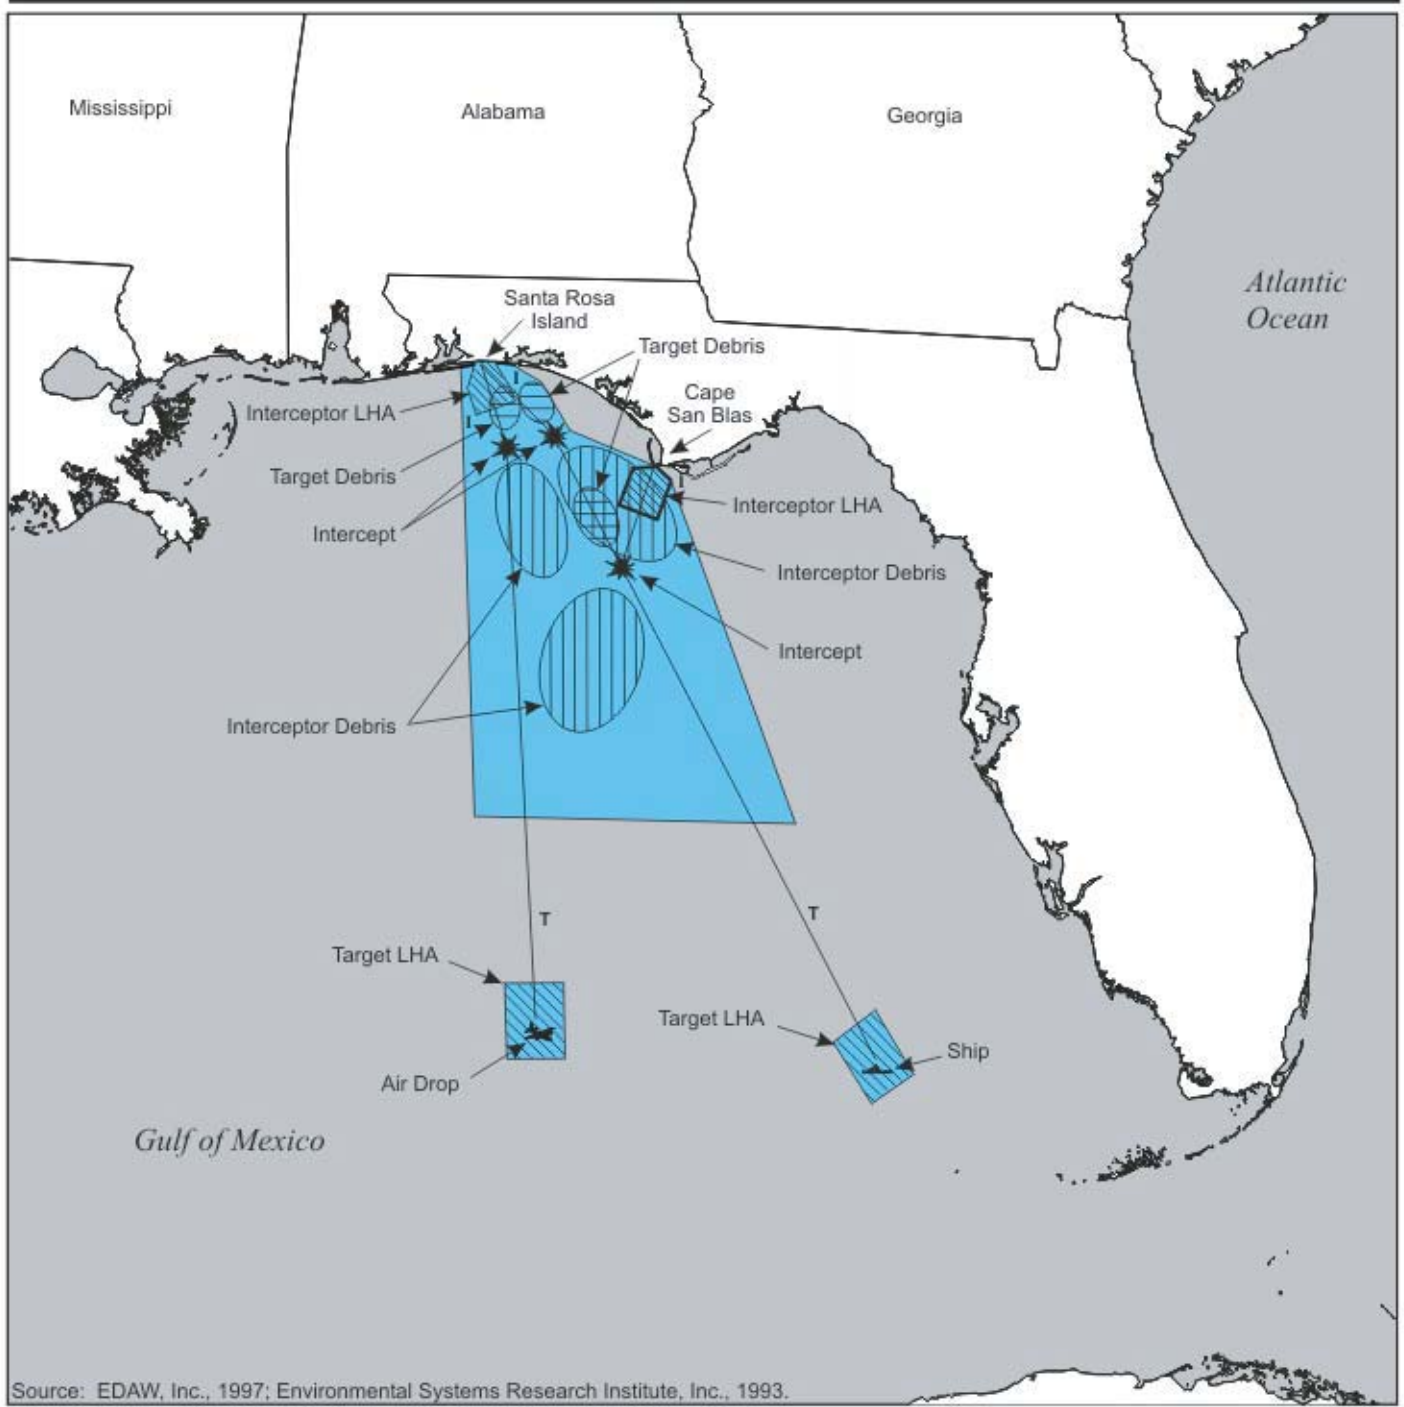 Mississippi
Alabama
Georgia
Atlantic
Ocean
Santa Rosa
Island
Target Debris
Cape
San Blas
Interceptor LHA
I
I
Target Debris
I
Interceptor LHA
Intercept
Interceptor Debris
Intercept
Interceptor Debris
T
T
Target LHA
Target LHA
Ship
Air Drop
Gulf of Mexico
Source: EDAW, Inc., 1997; Environmental Systems Research Institute, Inc., 1993.